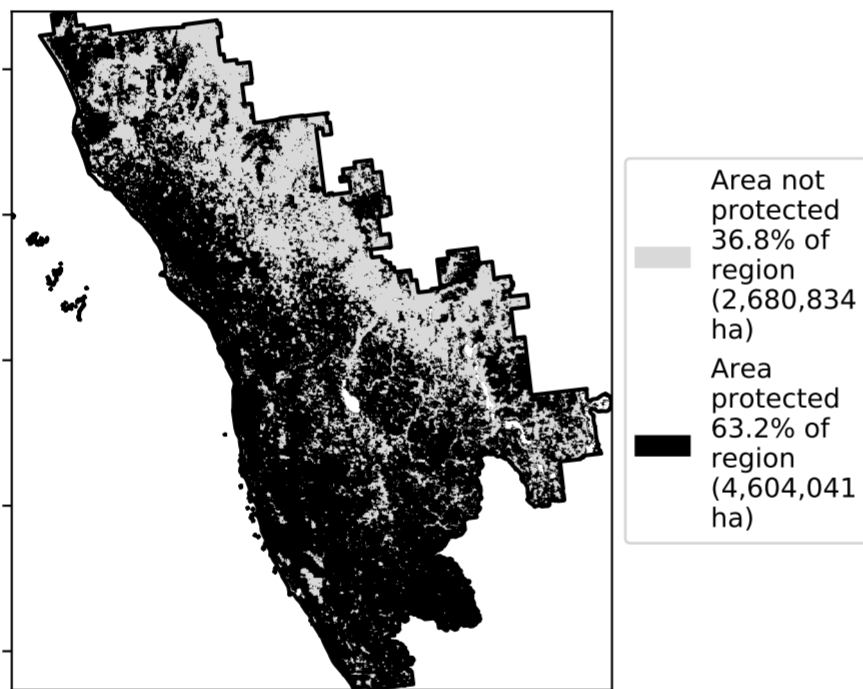 Area not
protected
36.8% of
region
(2,680,834
ha)
Area
protected
63.2% of
region
(4,604,041
ha)